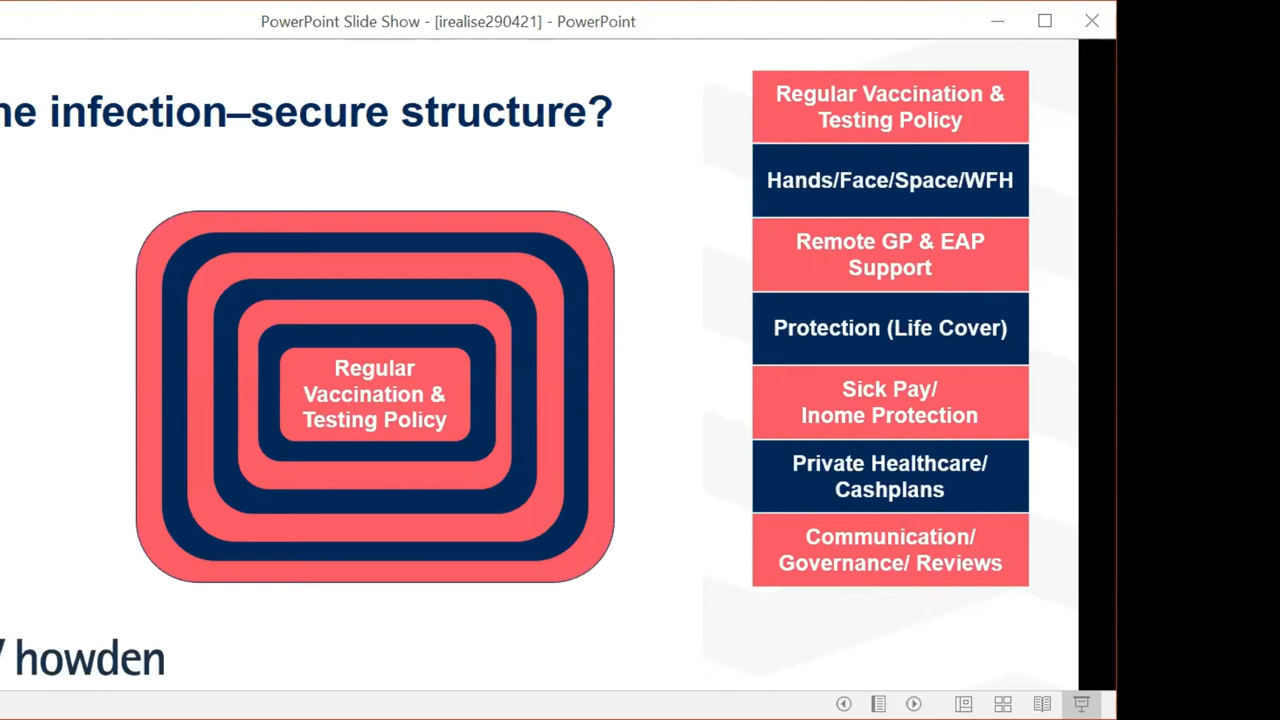 PowerPoint Slide Show - [irealise290421] - PowerPoint
ne infection–secure structure?
Regular
Vaccination &
Testing Policy
Regular Vaccination &
Testing Policy
Hands/Face/Space/WFH
Remote GP & EAP
Support
Protection (Life Cover)
Sick Pay/
Inome Protection
Private Healthcare/
Cashplans
Communication/
Governance/ Reviews
howden